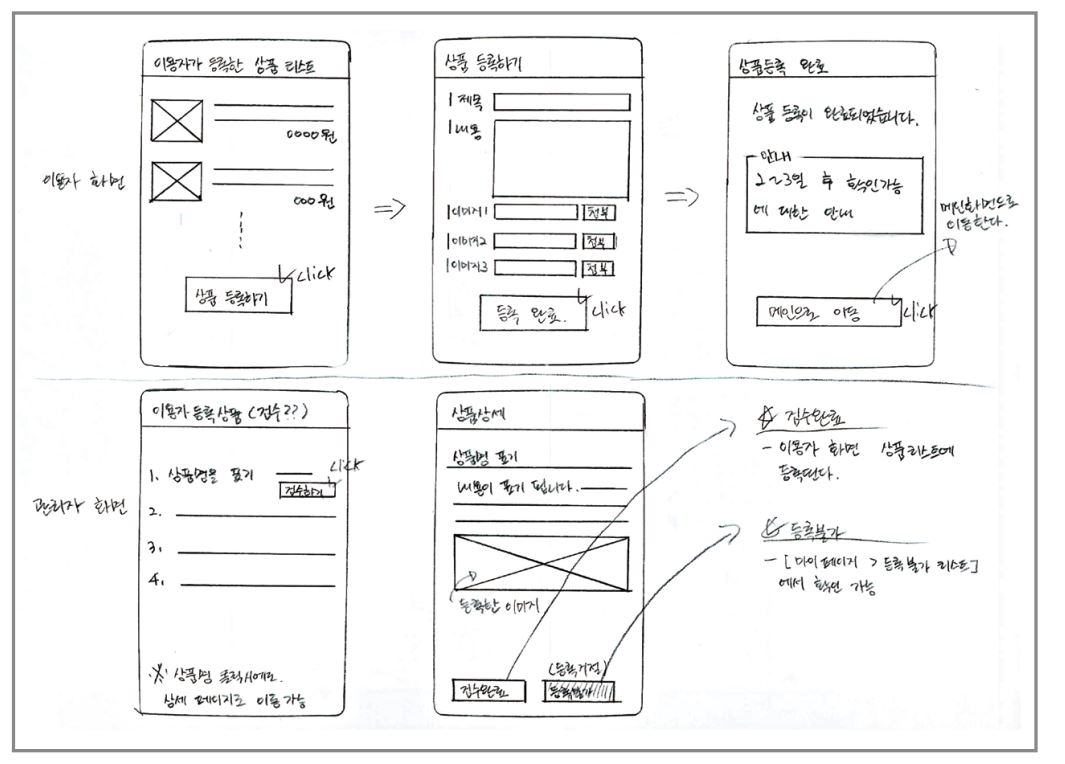 이용자 화면
이용자가 등록한 상품 리스트
0000원
000원
click
상품 등록하기
상품 등록하기
제목
내용
이미지1 첨부
이미지2 첨부
이미지3 첨부
등록 완료.
click
상품등록 완료
상품 등록이 완료되었습니다.
안내
2~3일 후 확인가능
에 대한 안내
메인화면으로
이동한다.
메인으로 이동
click
관리자 화면
이용자 등록상품 (접수??)
1. 상품명을 표기
click
접수하기
2.
3.
4.
※ 상품명 클릭시에도
상세 페이지로 이동 가능
상품상세
상품명 표기
내용이 표기 됩니다.
등록한 이미지
(등록거절)
접수완료
등록불가
☆ 접수완료
- 이용자 화면 상품리스트에
등록된다.
☆ 등록불가
- [마이페이지 > 등록불가 리스트]
에서 확인 가능